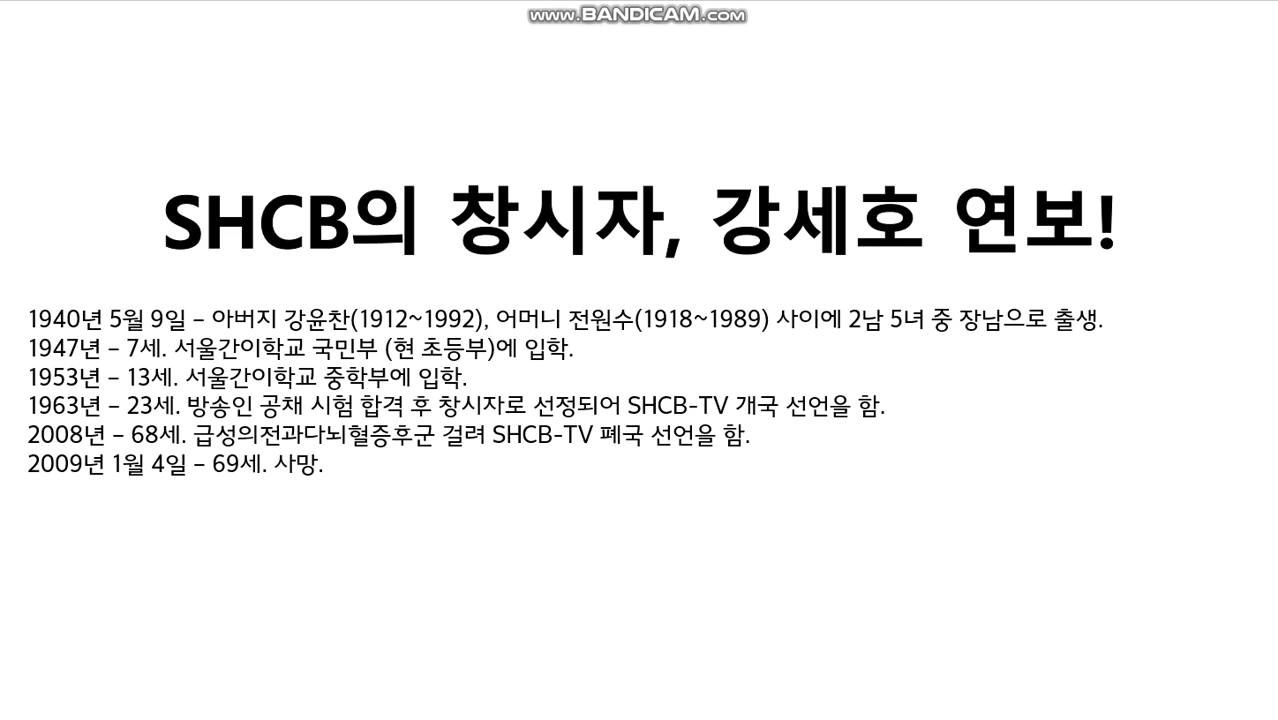 www.BANDICAM.com
SHCB의 창시자, 강세호 연보!
1940년 5월 9일 – 아버지 강윤찬(1912~1992), 어머니 전원수(1918~1989) 사이에 2남 5녀 중 장남으로 출생.
1947년 – 7세. 서울간이학교 국민부 (현 초등부)에 입학.
1953년 – 13세. 서울간이학교 중학부에 입학.
1963년 – 23세. 방송인 공채 시험 합격 후 창시자로 선정되어 SHCB-TV 개국 선언을 함.
2008년 – 68세. 급성의전과다뇌혈증후군 걸려 SHCB-TV 폐국 선언을 함.
2009년 1월 4일 – 69세. 사망.